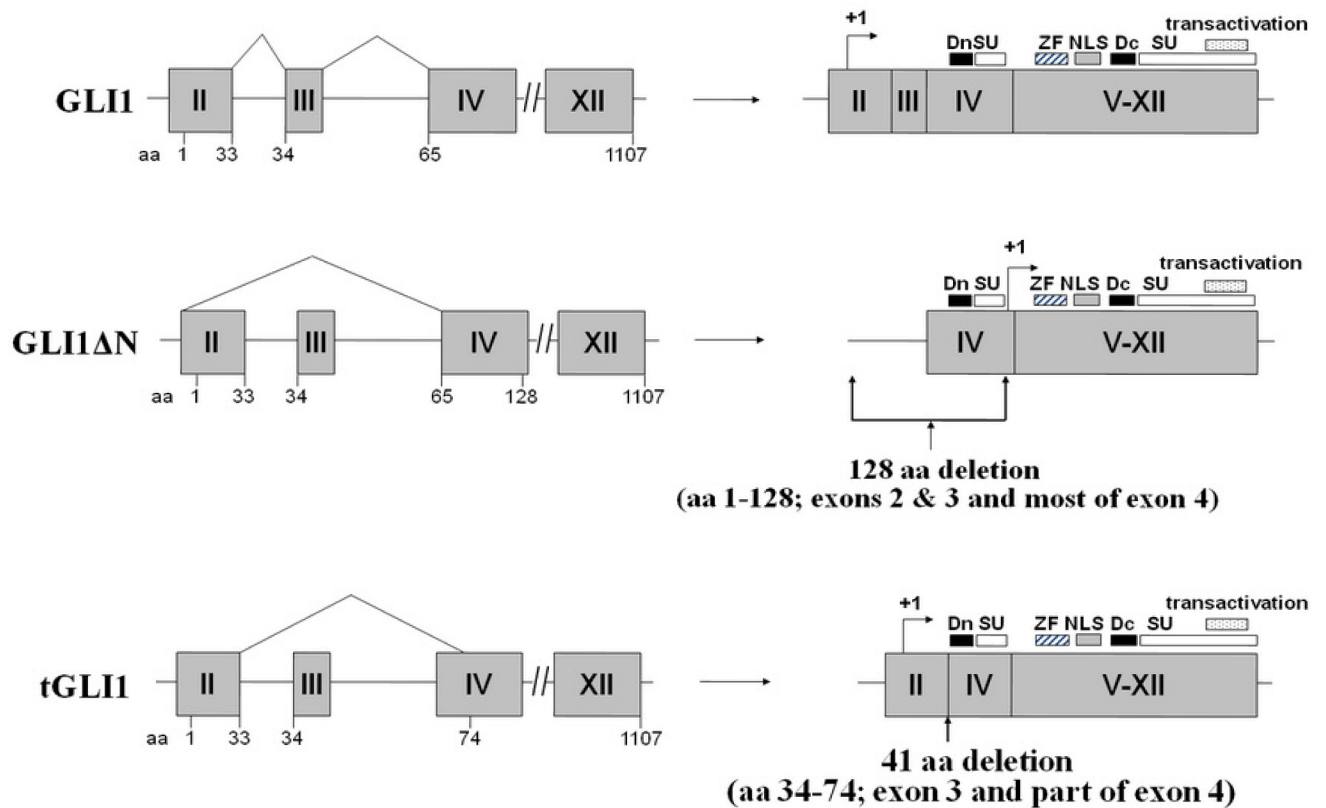 +1 transactivation
Dn SU ZF NLS Dc SU
GLI1 II III IV // XII II III IV V-XII
aa 1 33 34 65 1107
+1
transactivation
Dn SU ZF NLS Dc SU
GLI1ΔN II III IV // XII IV V-XII
aa 1 33 34 65 128 1107
128 aa deletion
(aa 1-128; exons 2 & 3 and most of exon 4)
+1 transactivation
Dn SU ZF NLS Dc SU
tGLI1 II III IV // XII II IV V-XII
aa 1 33 34 74 1107
41 aa deletion
(aa 34-74; exon 3 and part of exon 4)